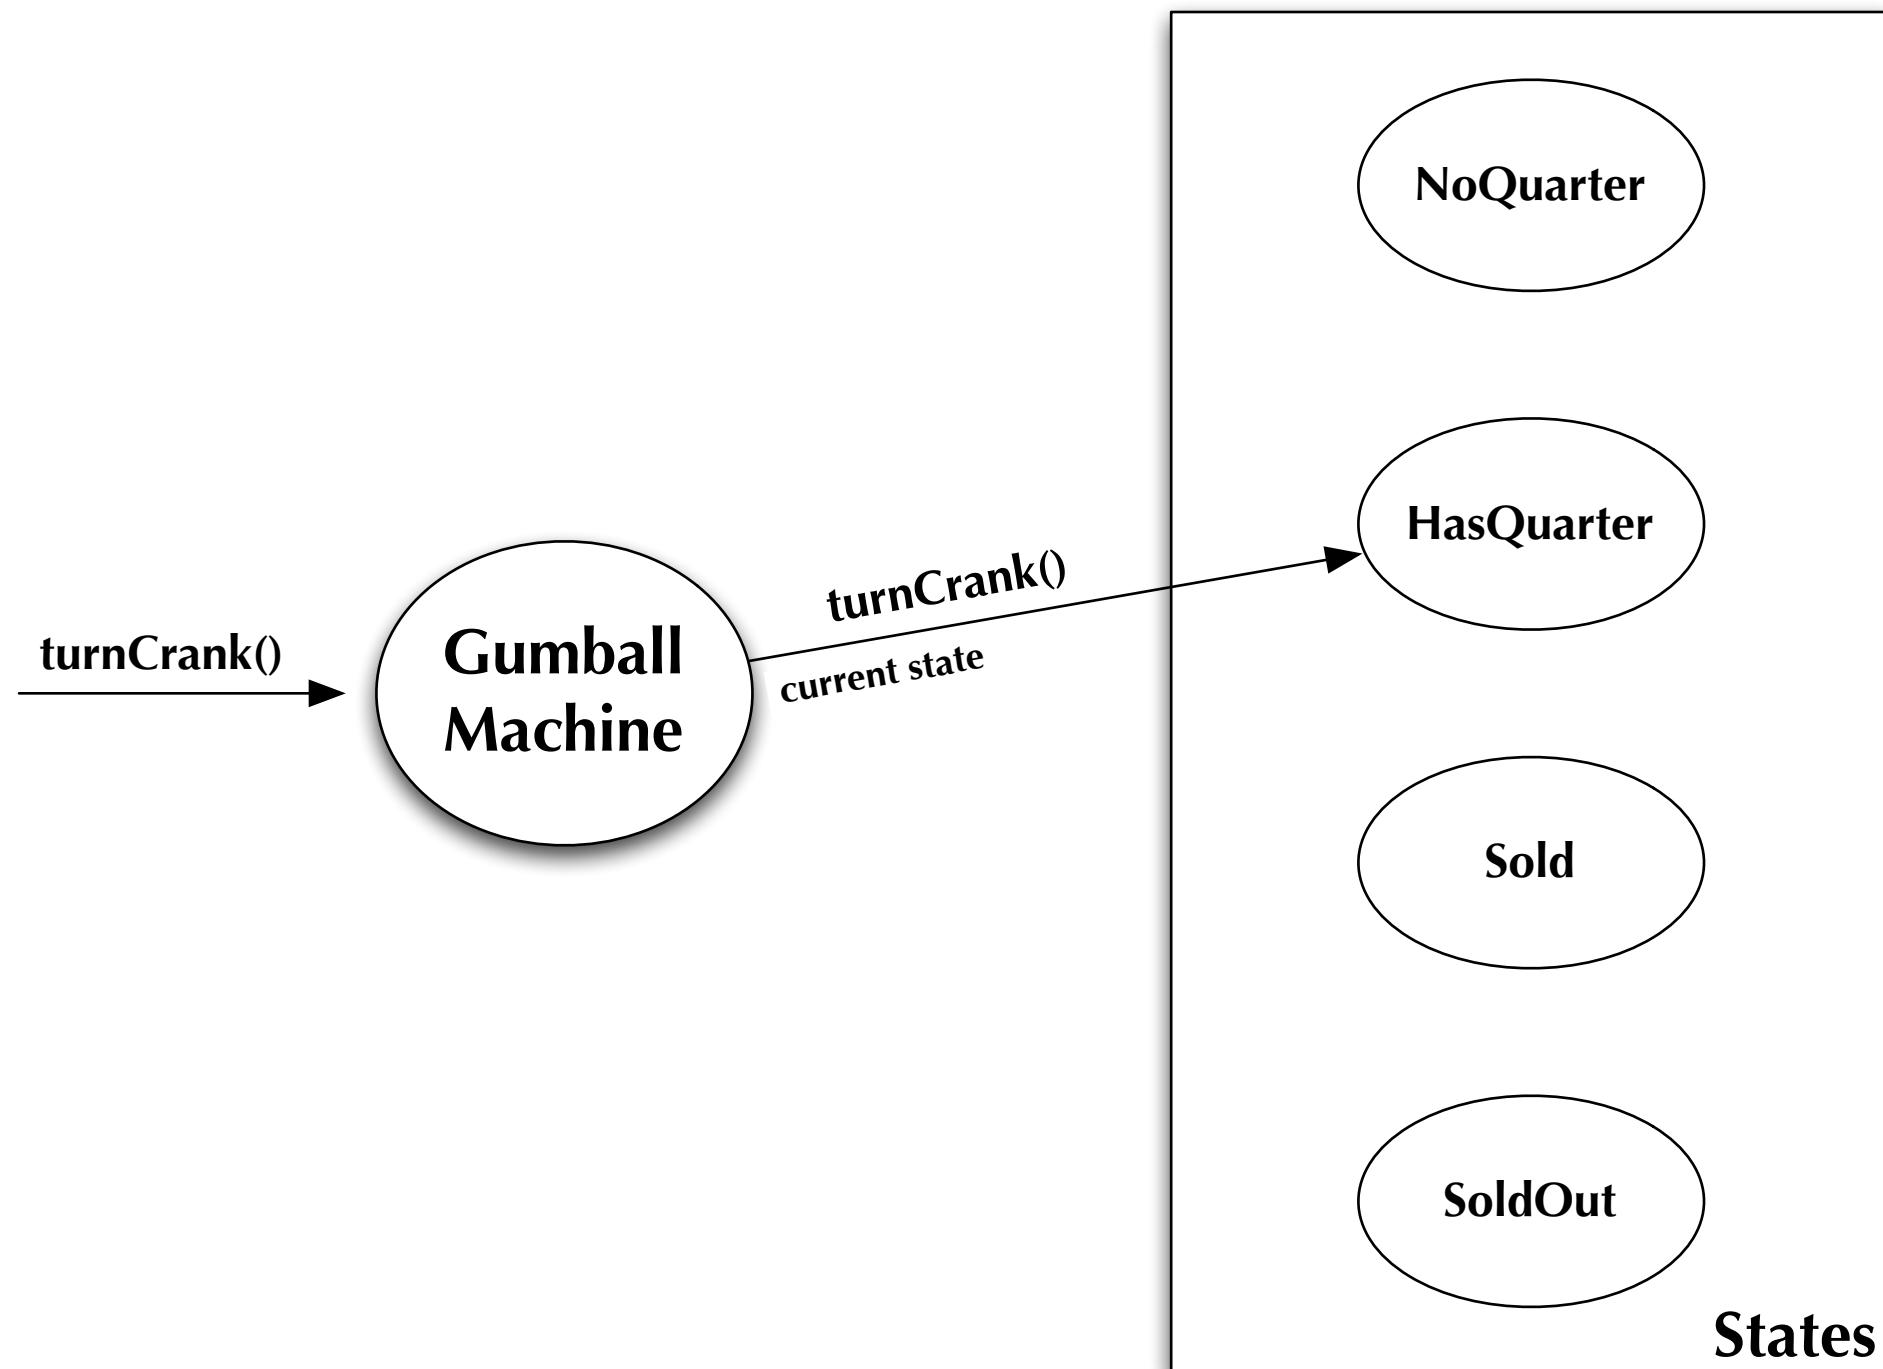 NoQuarter
HasQuarter
turnCrank()
turnCrank()
current state
Gumball
Machine
Sold
SoldOut
States